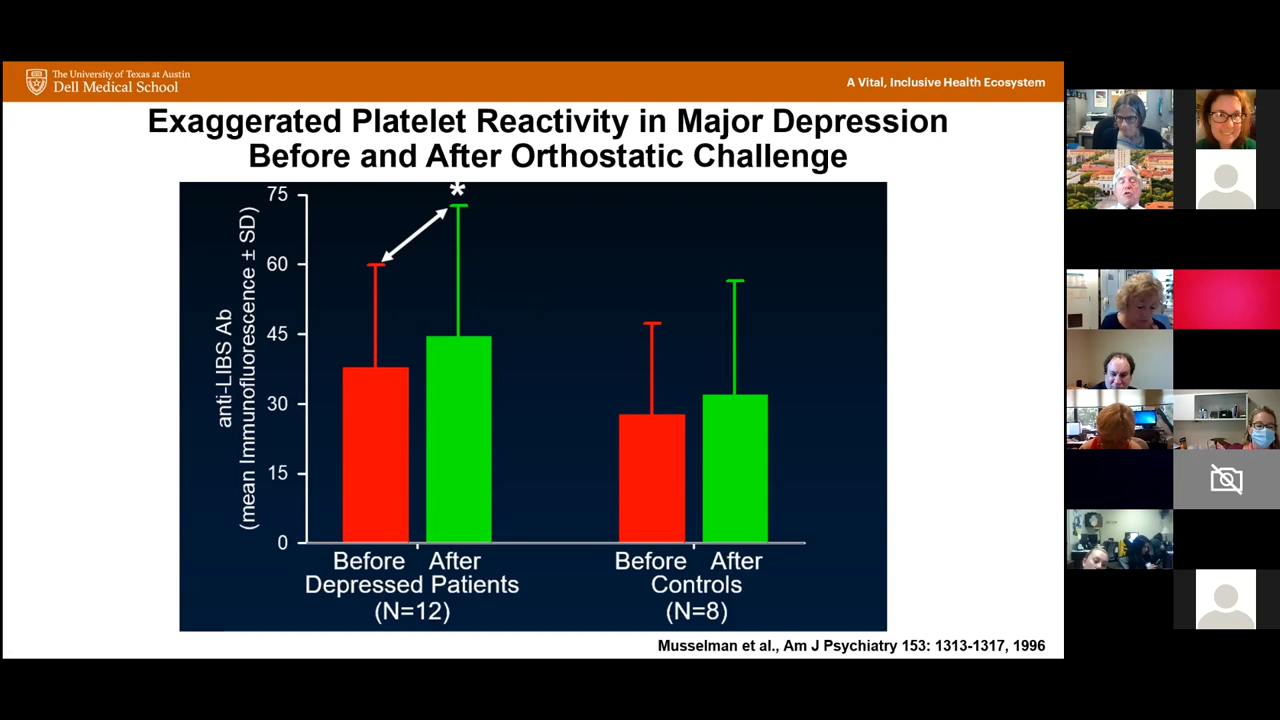 The University of Texas at Austin
Dell Medical School
A Vital, Inclusive Health Ecosystem
Exaggerated Platelet Reactivity in Major Depression
Before and After Orthostatic Challenge
anti-LIBS Ab
(mean Immunofluorescence ± SD)
75
60
45
30
15
0
*
Before After
Depressed Patients
(N=12)
Before After
Controls
(N=8)
Musselman et al., Am J Psychiatry 153: 1313-1317, 1996